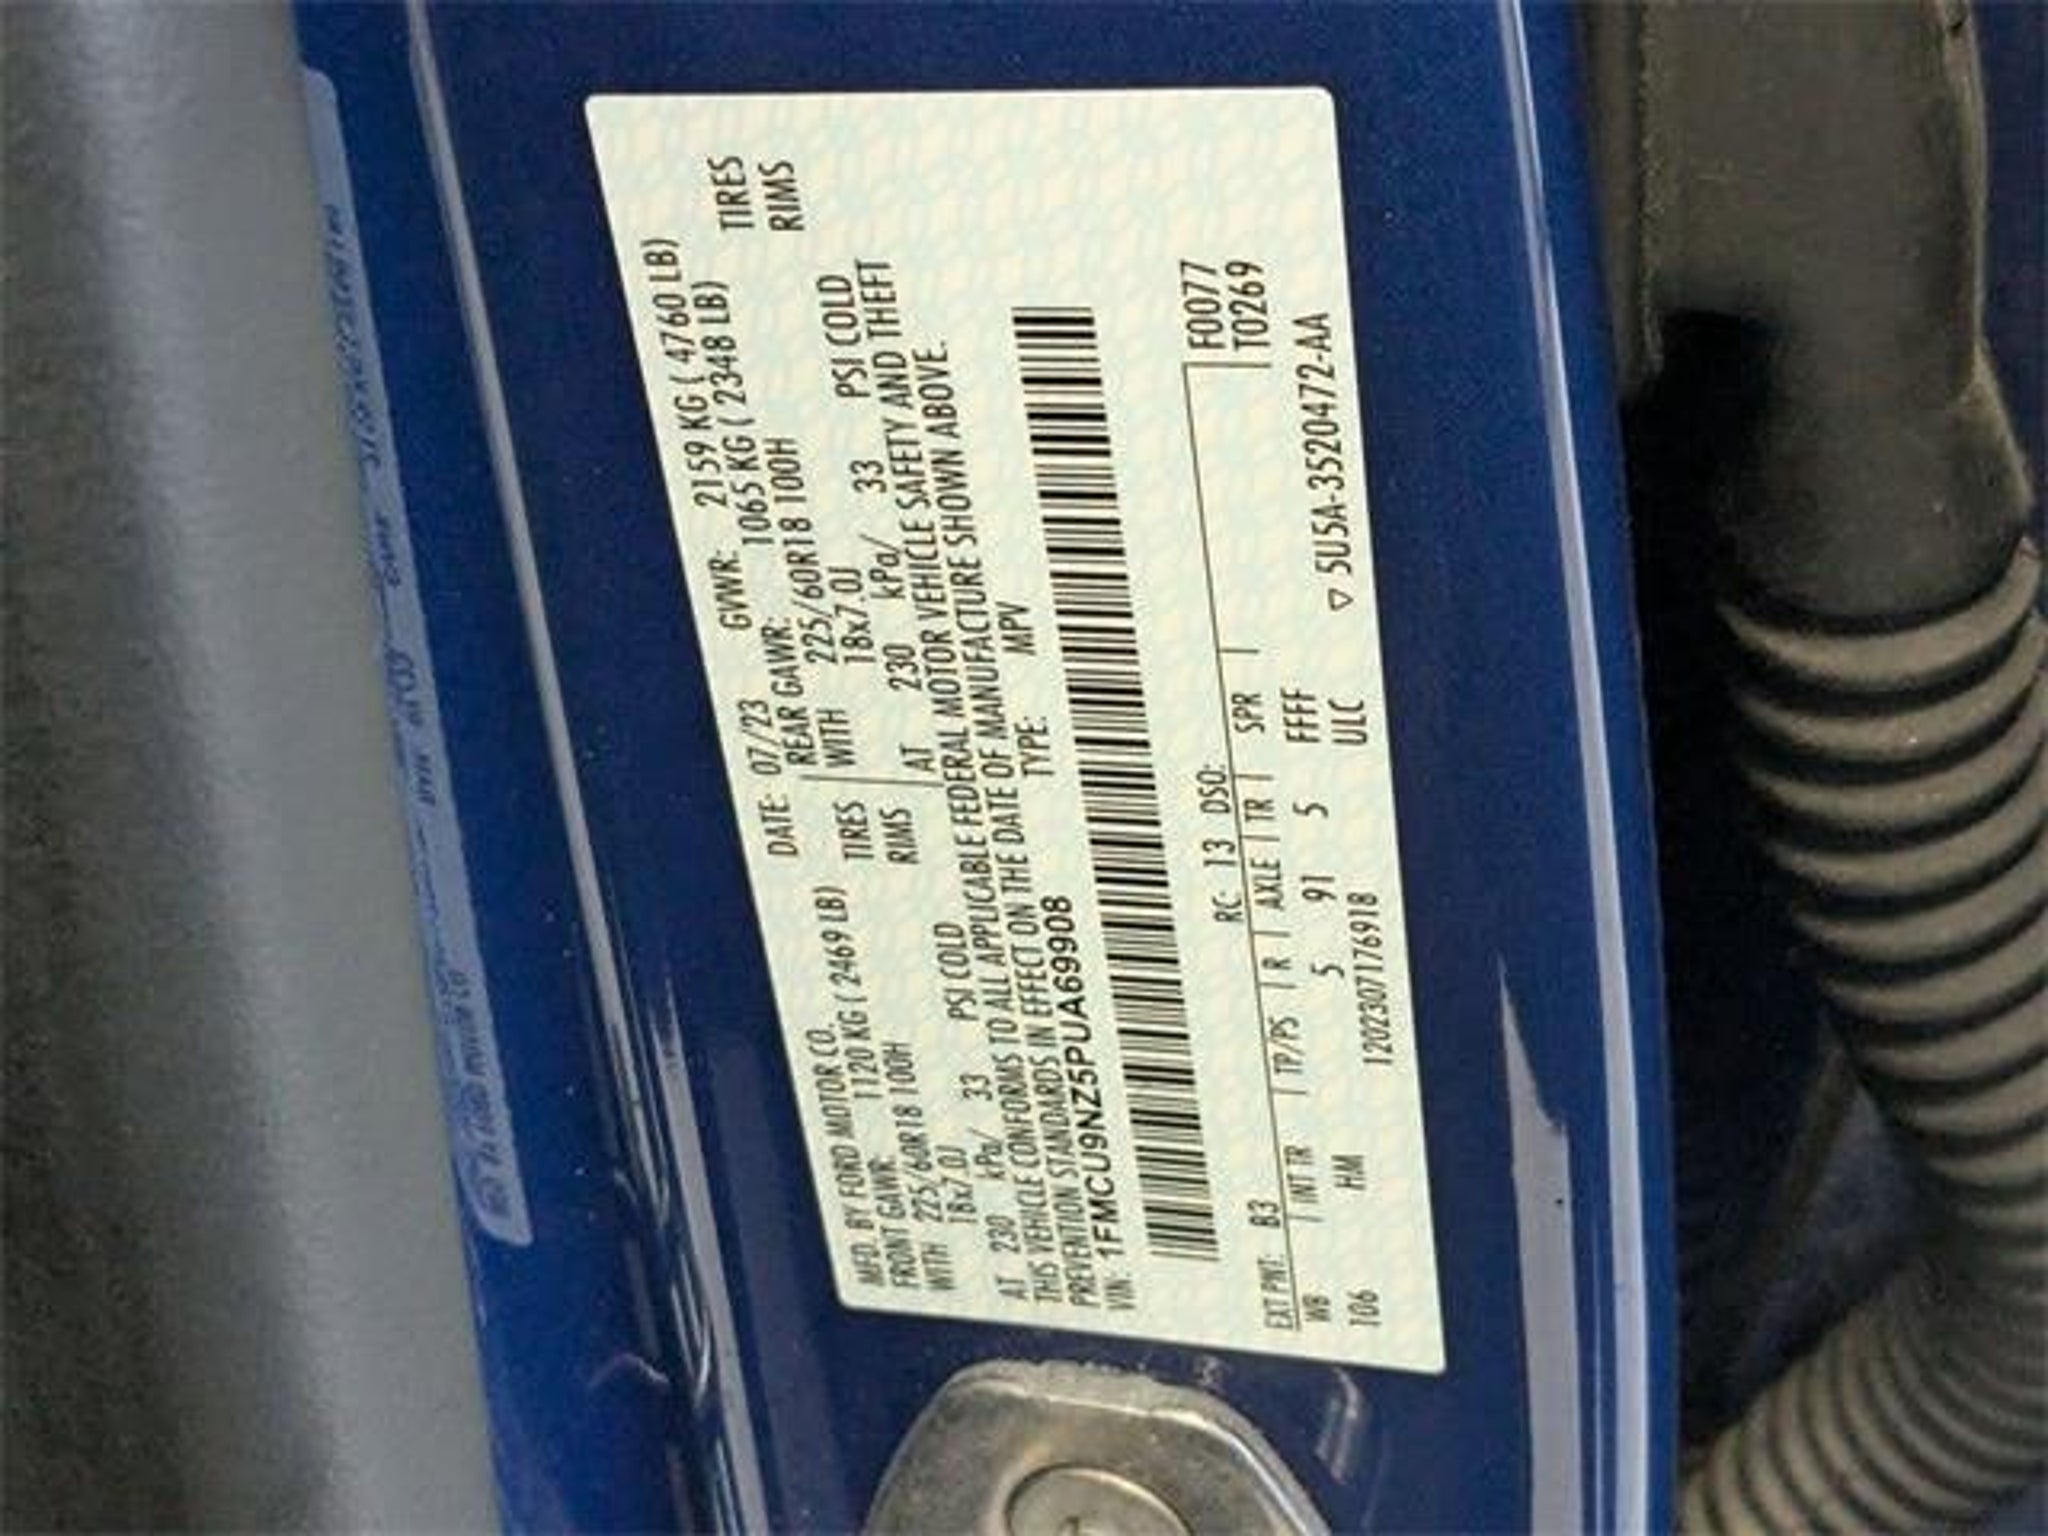 MFD. BY FORD MOTOR CO. DATE: 07/23 GVWR: 2159 KG ( 4760 LB)
FRONT GAWR: 1120 KG ( 2469 LB) REAR GAWR: 1065 KG ( 2348 LB)
WITH 225/60R18 100H TIRES WITH 225/60R18 100H TIRES
18x7.0J RIMS 18x7.0J RIMS
AT 230 kPa/ 33 PSI COLD AT 230 kPa/ 33 PSI COLD
THIS VEHICLE CONFORMS TO ALL APPLICABLE FEDERAL MOTOR VEHICLE SAFETY AND THEFT
PREVENTION STANDARDS IN EFFECT ON THE DATE OF MANUFACTURE SHOWN ABOVE.
VIN: 1FMCU9NZ5PUA69908 TYPE: MPV
F0077
EXT PNT: B3 RC: 13 DSO: T0269
WB INT TR TP/PS R AXLE TR SPR
106 HM 5 91 5 FFFF
1202307176918 ULC ▽ 5U5A-3520472-AA